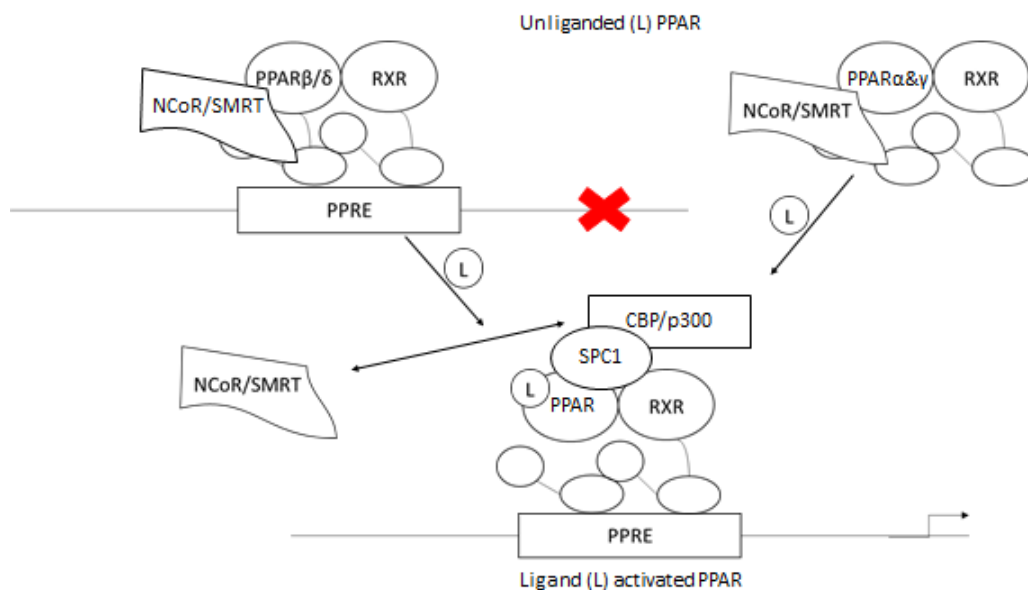 Unliganded (L) PPAR
PPARβ/δ
RXR
NCoR/SMRT
PPRE
PPARα&γ
RXR
NCoR/SMRT
L
L
CBP/p300
SPC1
NCoR/SMRT
L
PPAR
RXR
PPRE
Ligand (L) activated PPAR